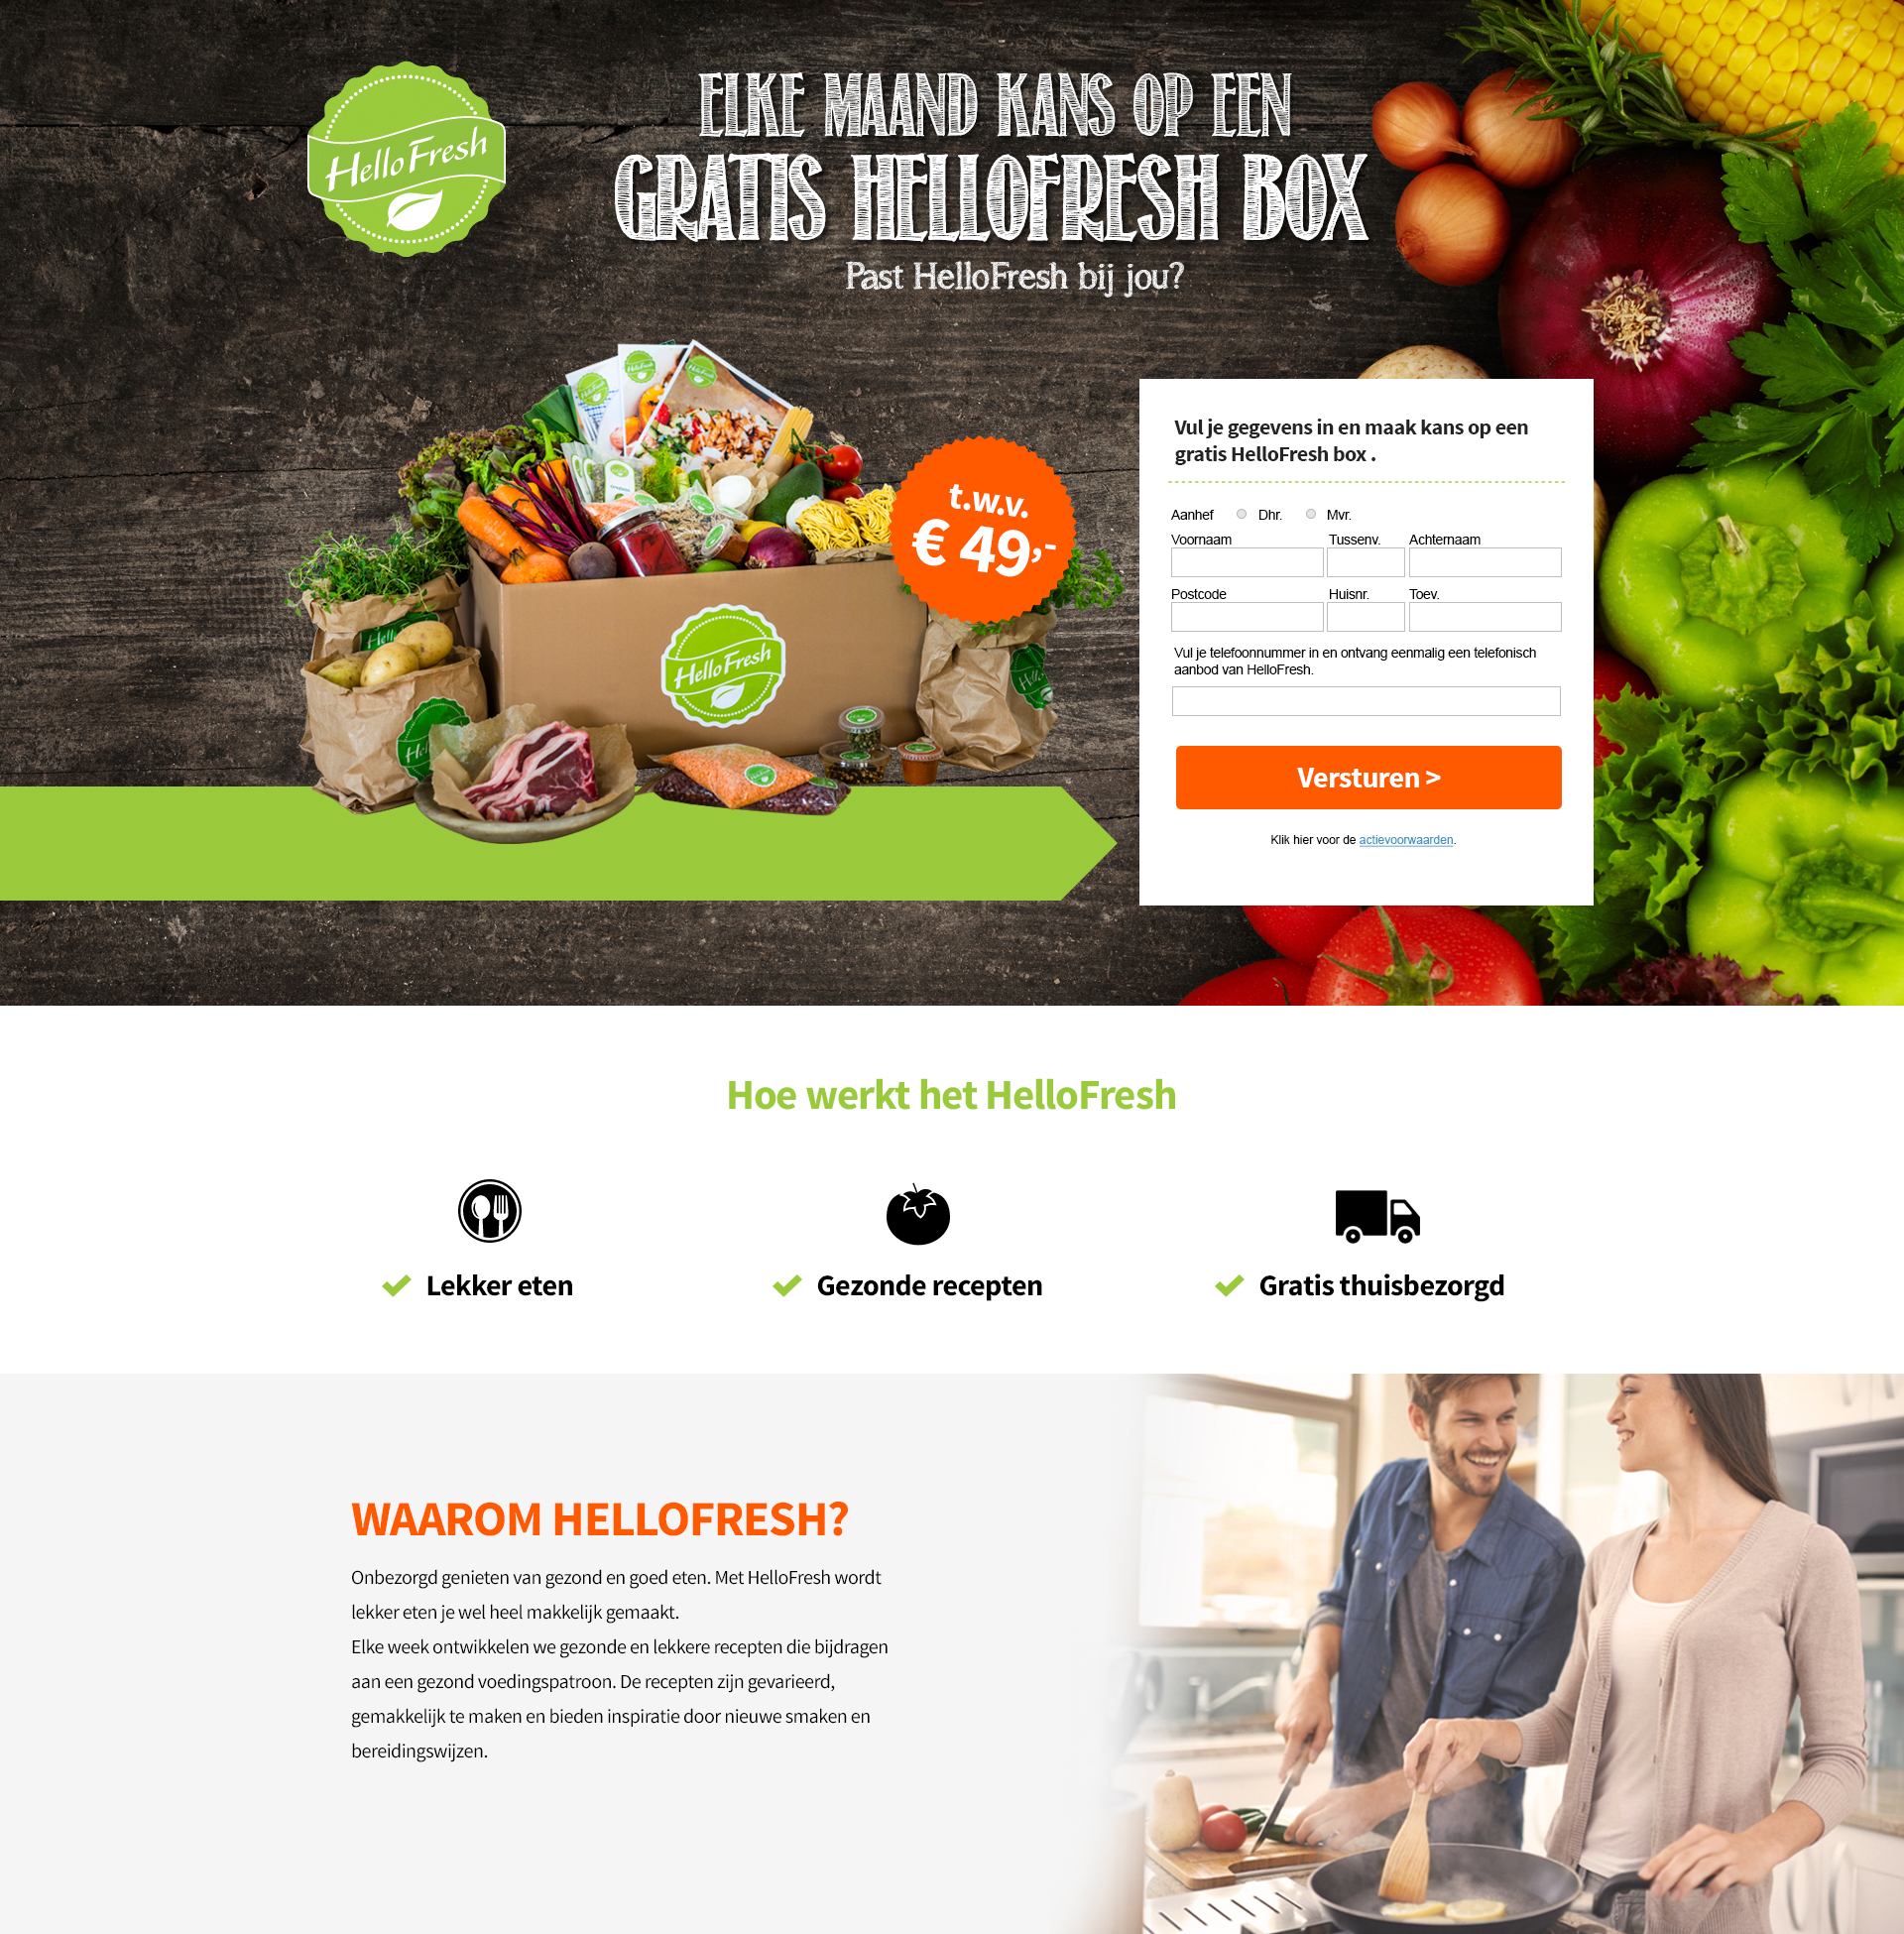 HelloFresh
ELKE MAAND KANS OP EEN
GRATIS HELLOFRESH BOX
Past HelloFresh bij jou?
HelloFresh
HelloFresh
HelloFresh
t.w.v.
€ 49,-
HelloFresh
Vul je gegevens in en maak kans op een
gratis HelloFresh box .
Aanhef Dhr. Mvr.
Voornaam Tussenv. Achternaam
Postcode Huisnr. Toev.
Vul je telefoonnummer in en ontvang eenmalig een telefonisch
aanbod van HelloFresh.
Versturen >
Klik hier voor de actievoorwaarden.
Hoe werkt het HelloFresh
Lekker eten
Gezonde recepten
Gratis thuisbezorgd
WAAROM HELLOFRESH?
Onbezorgd genieten van gezond en goed eten. Met HelloFresh wordt
lekker eten je wel heel makkelijk gemaakt.
Elke week ontwikkelen we gezonde en lekkere recepten die bijdragen
aan een gezond voedingspatroon. De recepten zijn gevarieerd,
gemakkelijk te maken en bieden inspiratie door nieuwe smaken en
bereidingswijzen.